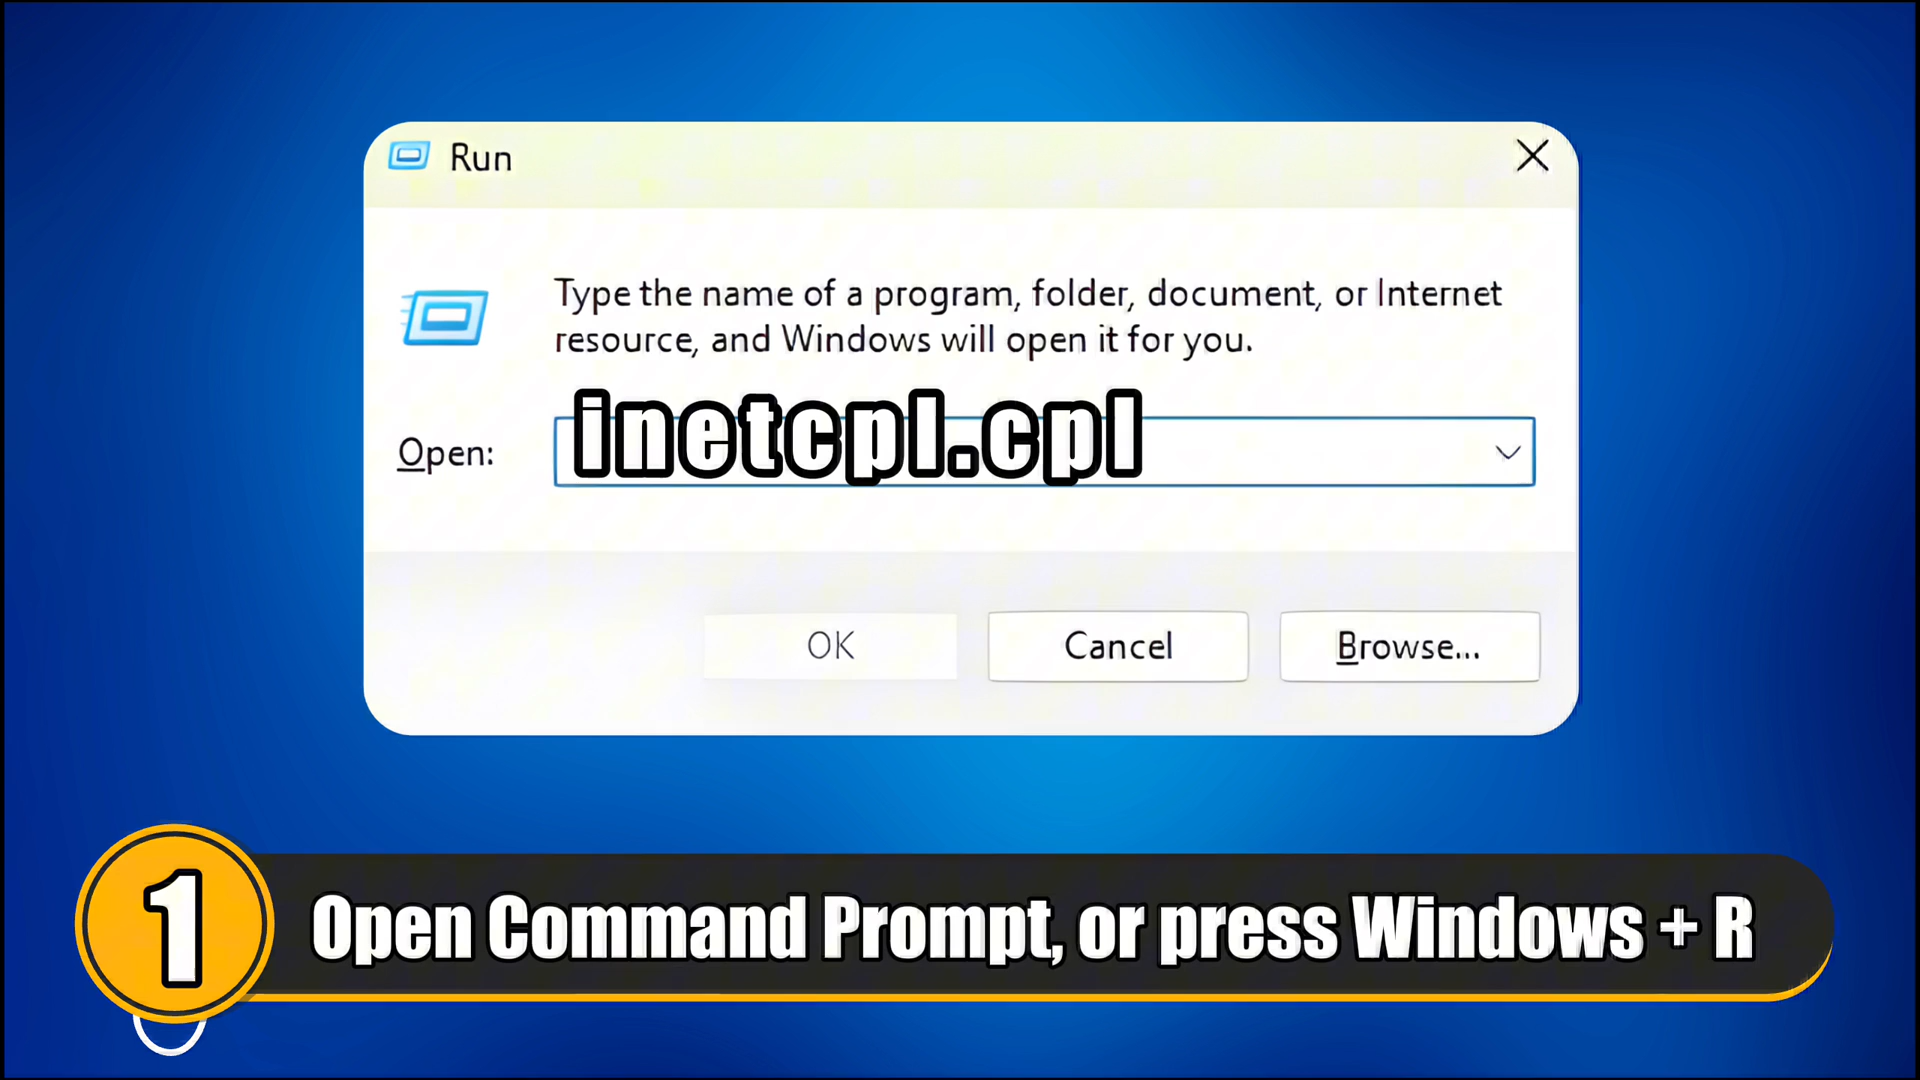 Run
Type the name of a program, folder, document, or Internet
resource, and Windows will open it for you.
Open: inetcpl.cpl
OK Cancel Browse...
1 Open Command Prompt, or press Windows + R